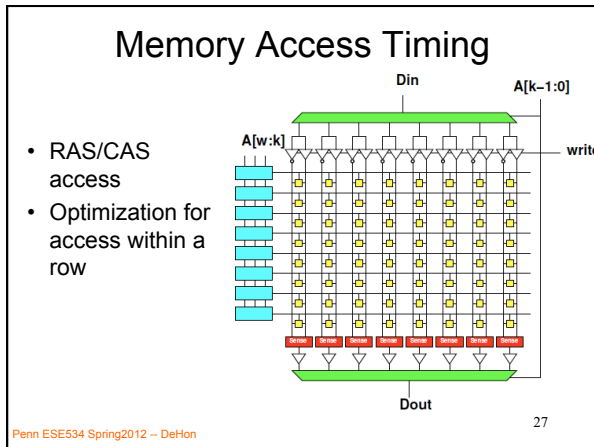 Memory Access Timing
• RAS/CAS access
• Optimization for access within a row
Din
A[k−1:0]
A[w:k]
write
Sense Sense Sense Sense Sense Sense Sense Sense
Dout
Penn ESE534 Spring2012 -- DeHon
27